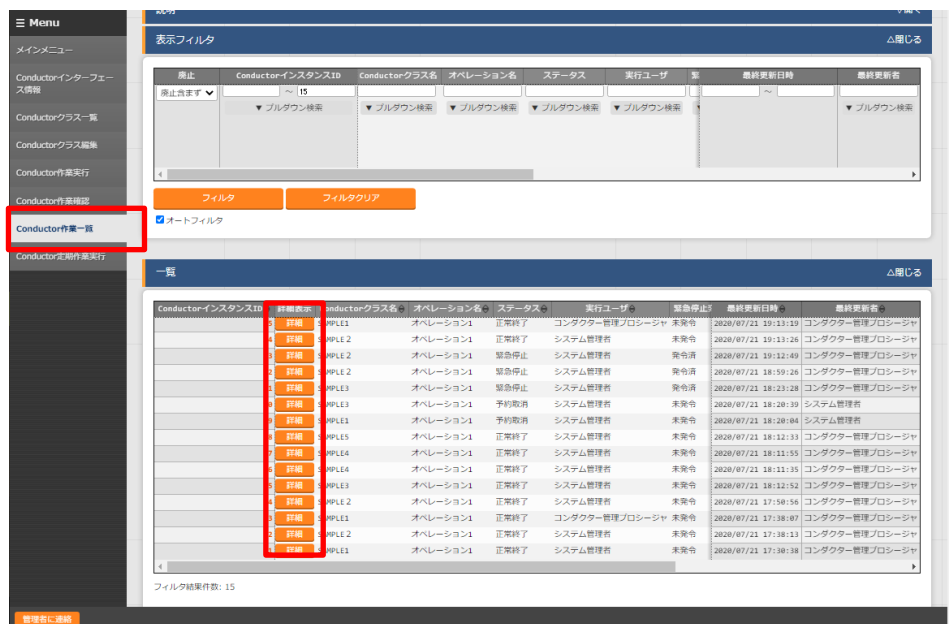 ☰ Menu
説明
▽開く
メインメニュー
Conductorインターフェース情報
Conductorクラス一覧
Conductorクラス編集
Conductor作業実行
Conductor作業確認
Conductor作業一覧
Conductor定期作業実行
表示フィルタ
△閉じる
廃止 ConductorインスタンスID Conductorクラス名 オペレーション名 ステータス 実行ユーザ 緊 最終更新日時 最終更新者
廃止含まず ～ 15 ～
▼ プルダウン検索 ▼ プルダウン検索 ▼ プルダウン検索 ▼ プルダウン検索 ▼ プルダウン検索 ▼ プルダウン検索
フィルタ フィルタクリア
オートフィルタ
一覧
△閉じる
ConductorインスタンスID 詳細表示 Conductorクラス名 オペレーション名 ステータス 実行ユーザ 緊急停止 最終更新日時 最終更新者
5 詳細 SAMPLE1 オペレーション1 正常終了 コンダクター管理プロシージャ 未発令 2020/07/21 19:13:19 コンダクター管理プロシージャ
4 詳細 SAMPLE2 オペレーション1 正常終了 システム管理者 未発令 2020/07/21 19:13:26 コンダクター管理プロシージャ
3 詳細 SAMPLE2 オペレーション1 緊急停止 システム管理者 発令済 2020/07/21 19:12:49 コンダクター管理プロシージャ
2 詳細 SAMPLE2 オペレーション1 緊急停止 システム管理者 発令済 2020/07/21 18:59:26 コンダクター管理プロシージャ
1 詳細 SAMPLE3 オペレーション1 緊急停止 システム管理者 発令済 2020/07/21 18:23:28 コンダクター管理プロシージャ
0 詳細 SAMPLE3 オペレーション1 予約取消 システム管理者 未発令 2020/07/21 18:20:39 システム管理者
9 詳細 SAMPLE1 オペレーション1 予約取消 システム管理者 未発令 2020/07/21 18:20:04 システム管理者
8 詳細 SAMPLE5 オペレーション1 正常終了 システム管理者 未発令 2020/07/21 18:12:33 コンダクター管理プロシージャ
7 詳細 SAMPLE4 オペレーション1 正常終了 システム管理者 未発令 2020/07/21 18:11:55 コンダクター管理プロシージャ
6 詳細 SAMPLE4 オペレーション1 正常終了 システム管理者 未発令 2020/07/21 18:11:35 コンダクター管理プロシージャ
5 詳細 SAMPLE3 オペレーション1 正常終了 システム管理者 未発令 2020/07/21 18:12:52 コンダクター管理プロシージャ
4 詳細 SAMPLE2 オペレーション1 正常終了 システム管理者 未発令 2020/07/21 17:50:56 コンダクター管理プロシージャ
3 詳細 SAMPLE1 オペレーション1 正常終了 コンダクター管理プロシージャ 未発令 2020/07/21 17:38:07 コンダクター管理プロシージャ
2 詳細 SAMPLE2 オペレーション1 正常終了 システム管理者 未発令 2020/07/21 17:38:13 コンダクター管理プロシージャ
1 詳細 SAMPLE1 オペレーション1 正常終了 システム管理者 未発令 2020/07/21 17:30:38 コンダクター管理プロシージャ
フィルタ結果件数: 15
管理者に連絡